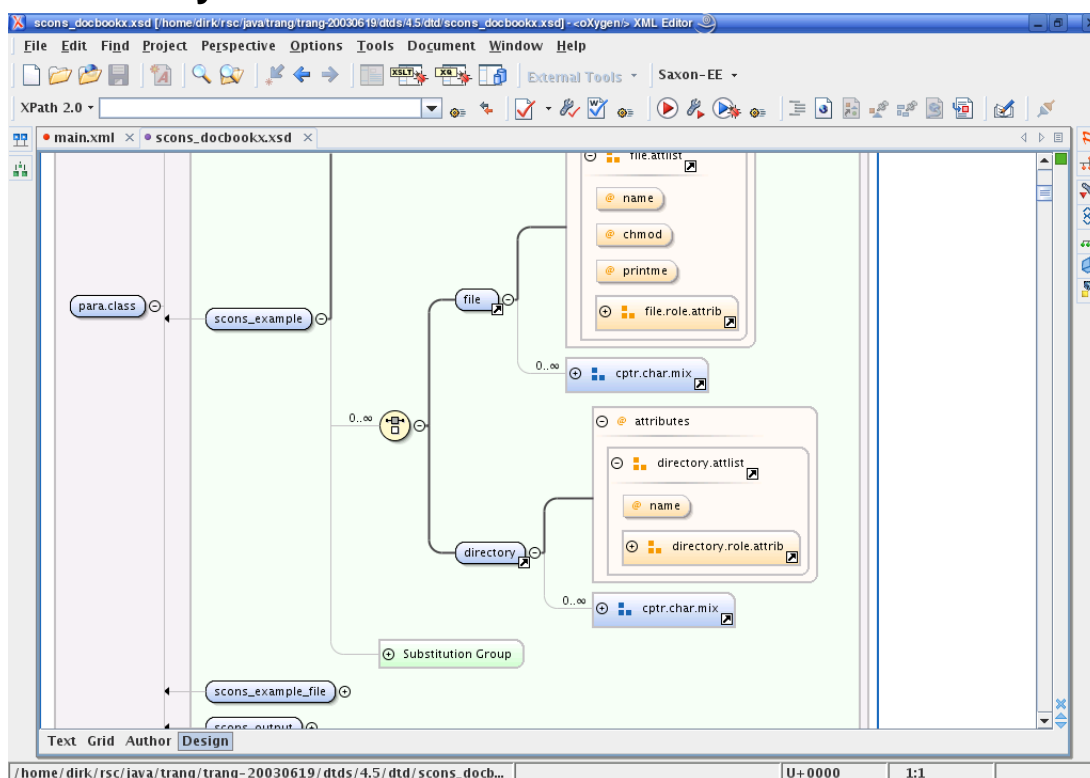 scons_docbookx.xsd [/home/dirk/rsc/java/trang/trang-20030619/dtds/4.5/dtd/scons_docbookx.xsd] - <oXygen/> XML Editor
File Edit Find Project Perspective Options Tools Document Window Help
External Tools Saxon-EE
XPath 2.0
main.xml scons_docbookx.xsd
file.attlist
@ name
@ chmod
@ printme
file
para.class
scons_example
file.role.attrib
0..∞
cptr.char.mix
0..∞
@ attributes
directory.attlist
@ name
directory
directory.role.attrib
0..∞
cptr.char.mix
Substitution Group
scons_example_file
scons_output
Text Grid Author Design
/home/dirk/rsc/java/trang/trang-20030619/dtds/4.5/dtd/scons_docb... U+0000 1:1